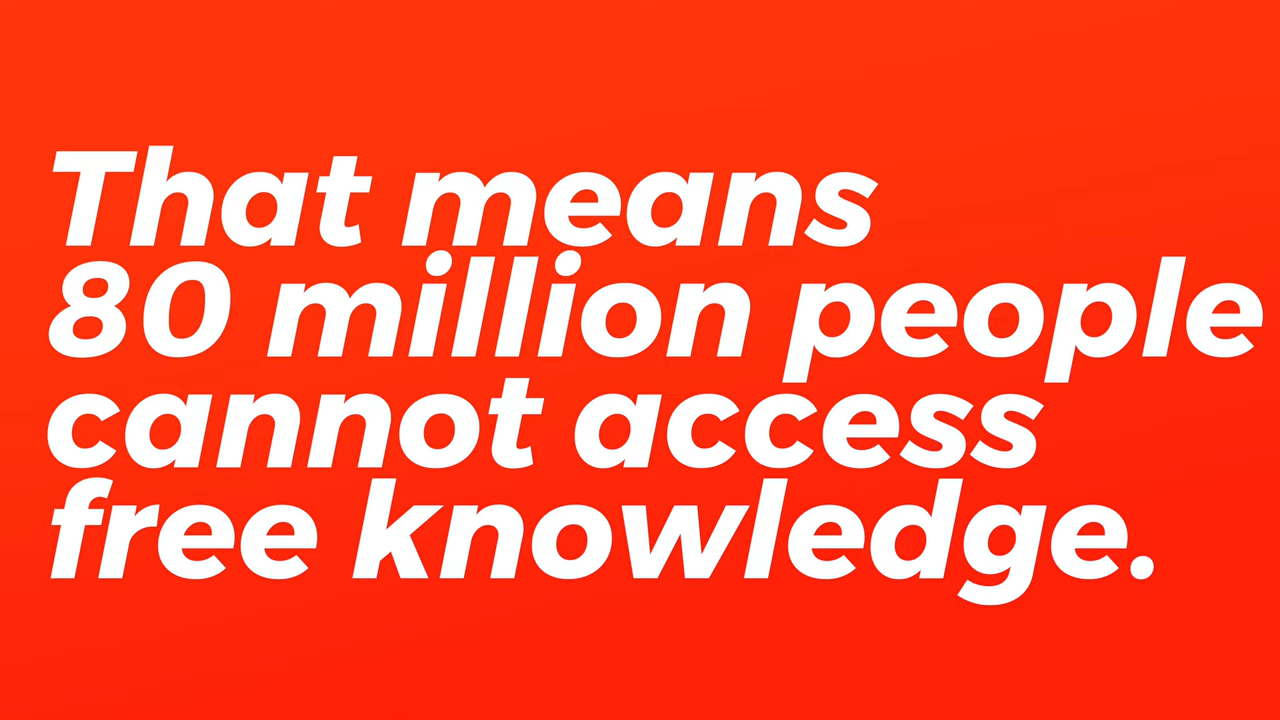 That means
80 million people
cannot access
free knowledge.